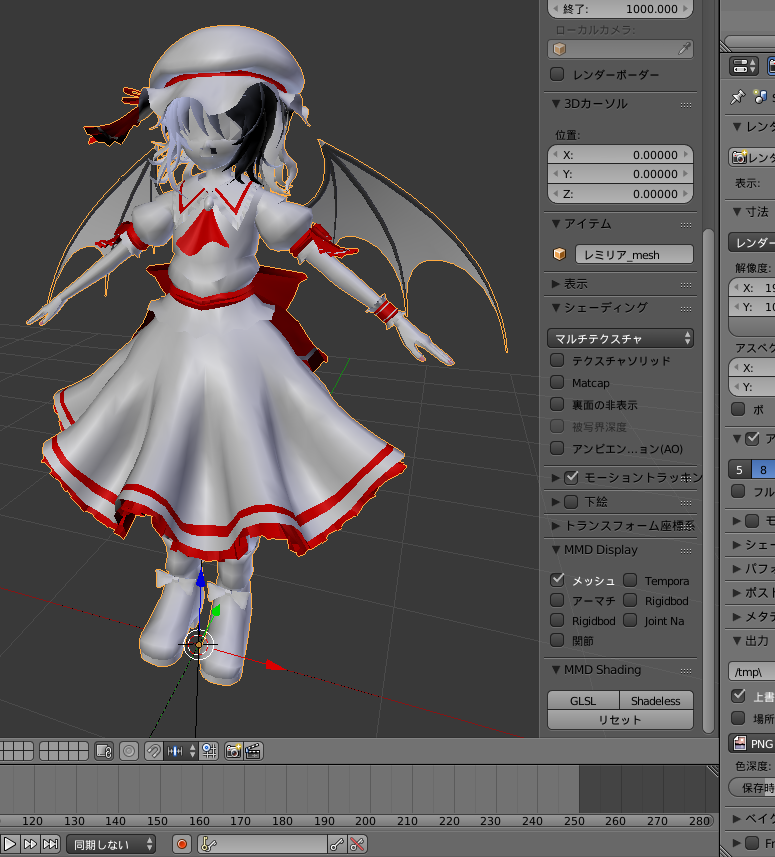 終了: 1000.000
ローカルカメラ:
レンダーボーダー
3Dカーソル
位置:
X: 0.00000
Y: 0.00000
Z: 0.00000
アイテム
レミリア_mesh
表示
シェーディング
マルチテクスチャ
テクスチャソリッド
Matcap
裏面の非表示
被写界深度
アンビエン...ョン(AO)
モーショントラッキン
下絵
トランスフォーム座標系
MMD Display
メッシュ Tempora
アーマチ Rigidbod
Rigidbod Joint Na
関節
MMD Shading
GLSL Shadeless
リセット
レンタ
レンタ
表示:
寸法
レンダー
解像度:
X: 19
Y: 10
アスペク
X:
Y:
ボ
ア
5 8
フル
モ
シェー
パフォ
ポスト
メタデ
出力
/tmp\
上書
場所
PNG
色深度:
保存時
ベイク
Fr
120 130 140 150 160 170 180 190 200 210 220 230 240 250 260 270 280
同期しない